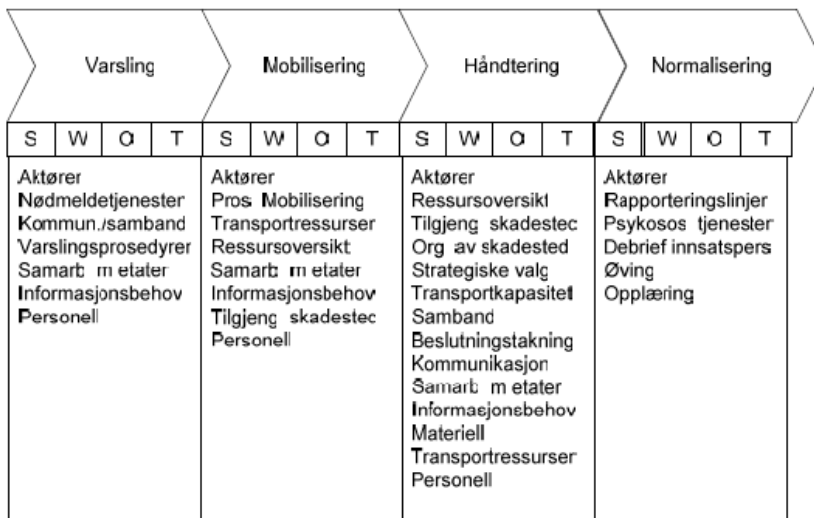 Varsling
Mobilisering
Håndtering
Normalisering
S W O T
S W O T
S W O T
S W O T
Aktører
Nødmeldetjenester
Kommun./samband
Varslingsprosedyrer
Samarb m etater
Informasjonsbehov
Personell
Aktører
Pros Mobilisering
Transportressurser
Ressursoversikt
Samarb m etater
Informasjonsbehov
Tilgjeng skadestec
Personell
Aktører
Ressursoversikt
Tilgjeng skadestec
Org av skadested
Strategiske valg
Transportkapasitet
Samband
Beslutningstakning
Kommunikasjon
Samarb m etater
Informasjonsbehov
Materiell
Transportressurser
Personell
Aktører
Rapporteringslinjer
Psykosos tjenester
Debrief innsatspers
Øving
Opplæring